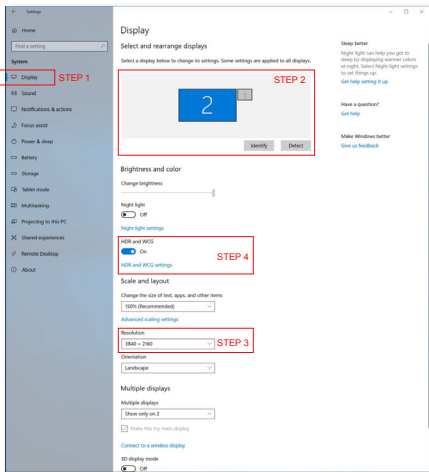 Settings
Home
Find a setting
System
Display
STEP 1
Sound
Notifications & actions
Focus assist
Power & sleep
Battery
Storage
Tablet mode
Multitasking
Projecting to this PC
Shared experiences
Remote Desktop
About
Display
Select and rearrange displays
Select a display below to change its settings. Some settings are applied to all displays.
STEP 2
2
1
Identify
Detect
Brightness and color
Change brightness
Night light
Off
Night light settings
HDR and WCG
On
STEP 4
HDR and WCG settings
Scale and layout
Change the size of text, apps, and other items
150% (Recommended)
Advanced scaling settings
Resolution
3840 × 2160
STEP 3
Orientation
Landscape
Multiple displays
Multiple displays
Show only on 2
Make this my main display
Connect to a wireless display
3D display mode
Off
Sleep better
Night light can help you get to
sleep by displaying warmer colors
at night. Select Night light settings
to set things up.
Get help setting it up
Have a question?
Get help
Make Windows better
Give us feedback